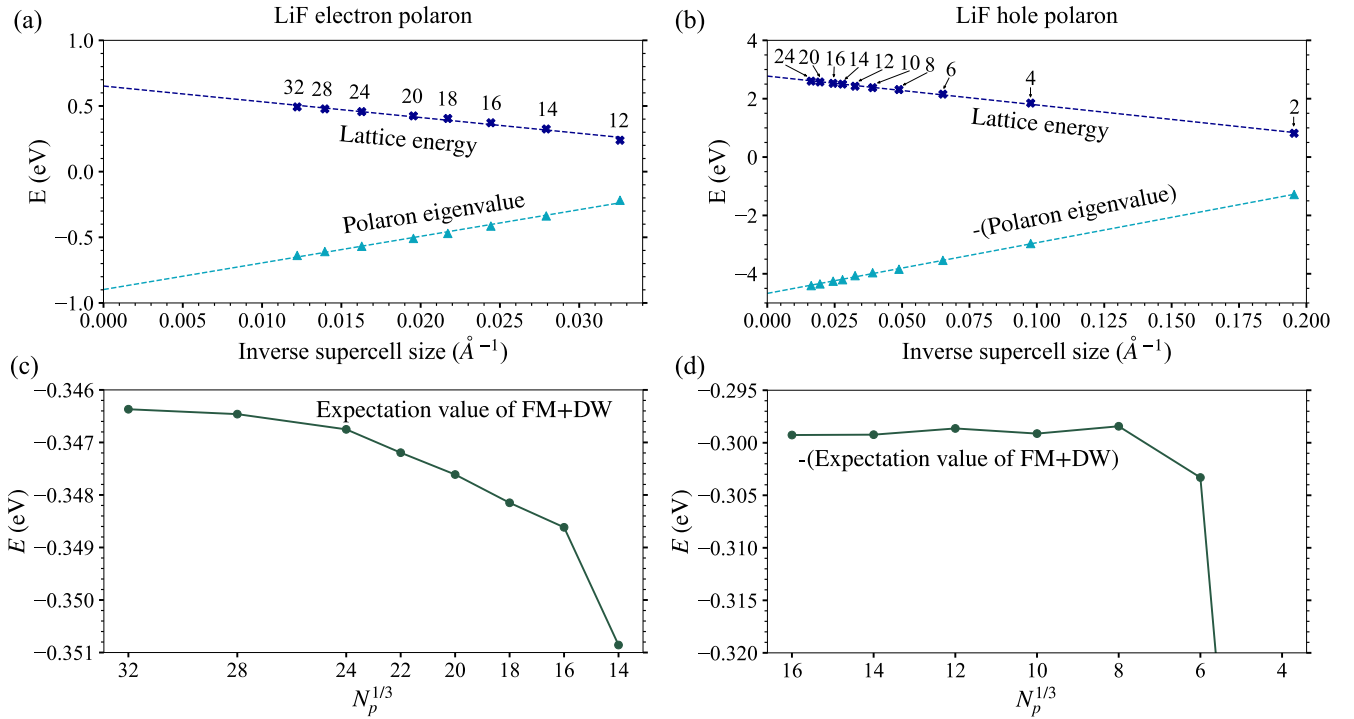 (a) LiF electron polaron
1.0
0.5
0.0
−0.5
−1.0
E (eV)
32 28 24 20 18 16 14 12
Lattice energy
Polaron eigenvalue
0.000 0.005 0.010 0.015 0.020 0.025 0.030
Inverse supercell size (Å⁻¹)
(b) LiF hole polaron
4
2
0
−2
−4
E (eV)
24 20 16 14 12 10 8 6 4 2
Lattice energy
-(Polaron eigenvalue)
0.000 0.025 0.050 0.075 0.100 0.125 0.150 0.175 0.200
Inverse supercell size (Å⁻¹)
(c)
−0.346
−0.347
−0.348
−0.349
−0.350
−0.351
E (eV)
Expectation value of FM+DW
32 28 24 22 20 18 16 14
N_p^{1/3}
(d)
−0.295
−0.300
−0.305
−0.310
−0.315
−0.320
E (eV)
-(Expectation value of FM+DW)
16 14 12 10 8 6 4
N_p^{1/3}